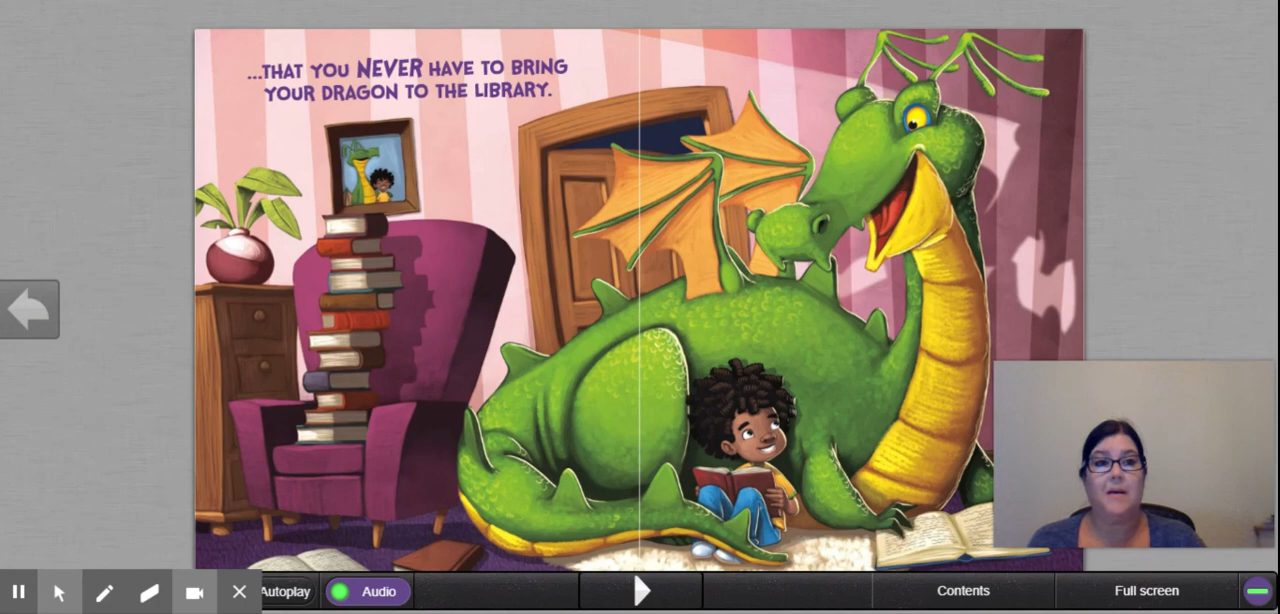 ...THAT YOU NEVER HAVE TO BRING
YOUR DRAGON TO THE LIBRARY.
Autoplay
Audio
Contents
Full screen